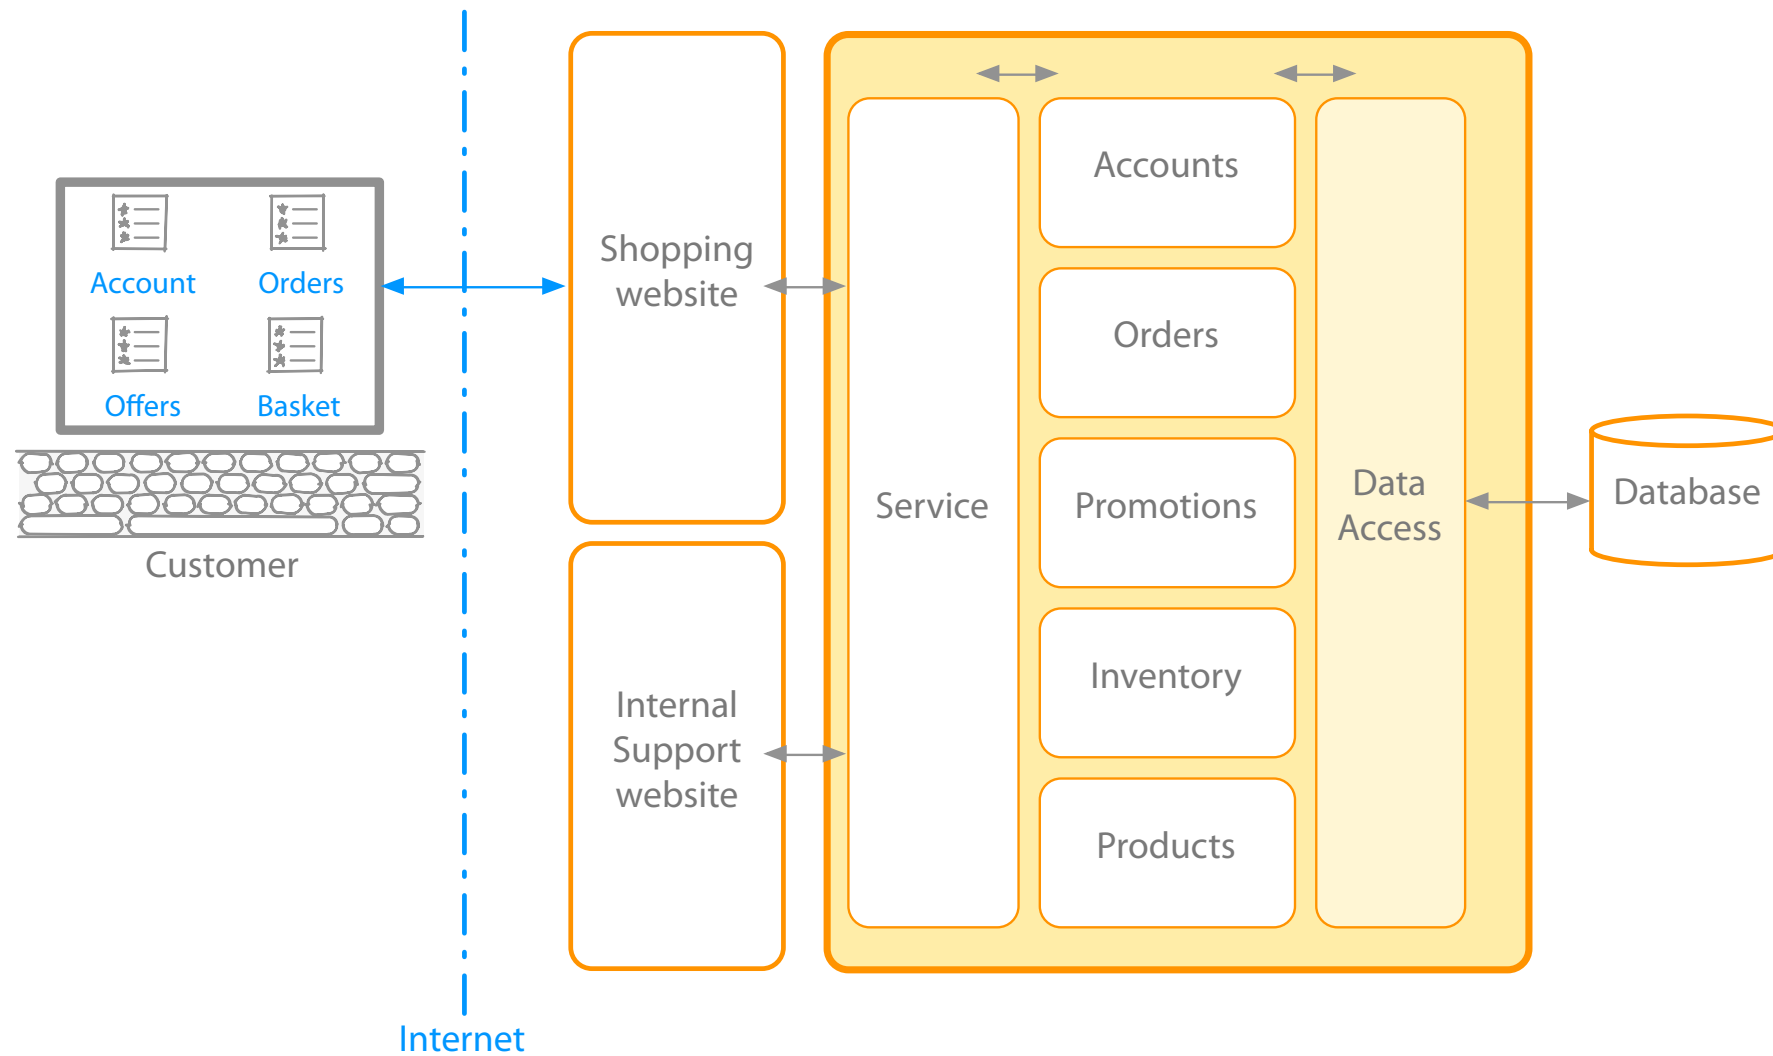 Account
Orders
Offers
Basket
Customer
Internet
Shopping
website
Internal
Support
website
Service
Accounts
Orders
Promotions
Inventory
Products
Data
Access
Database